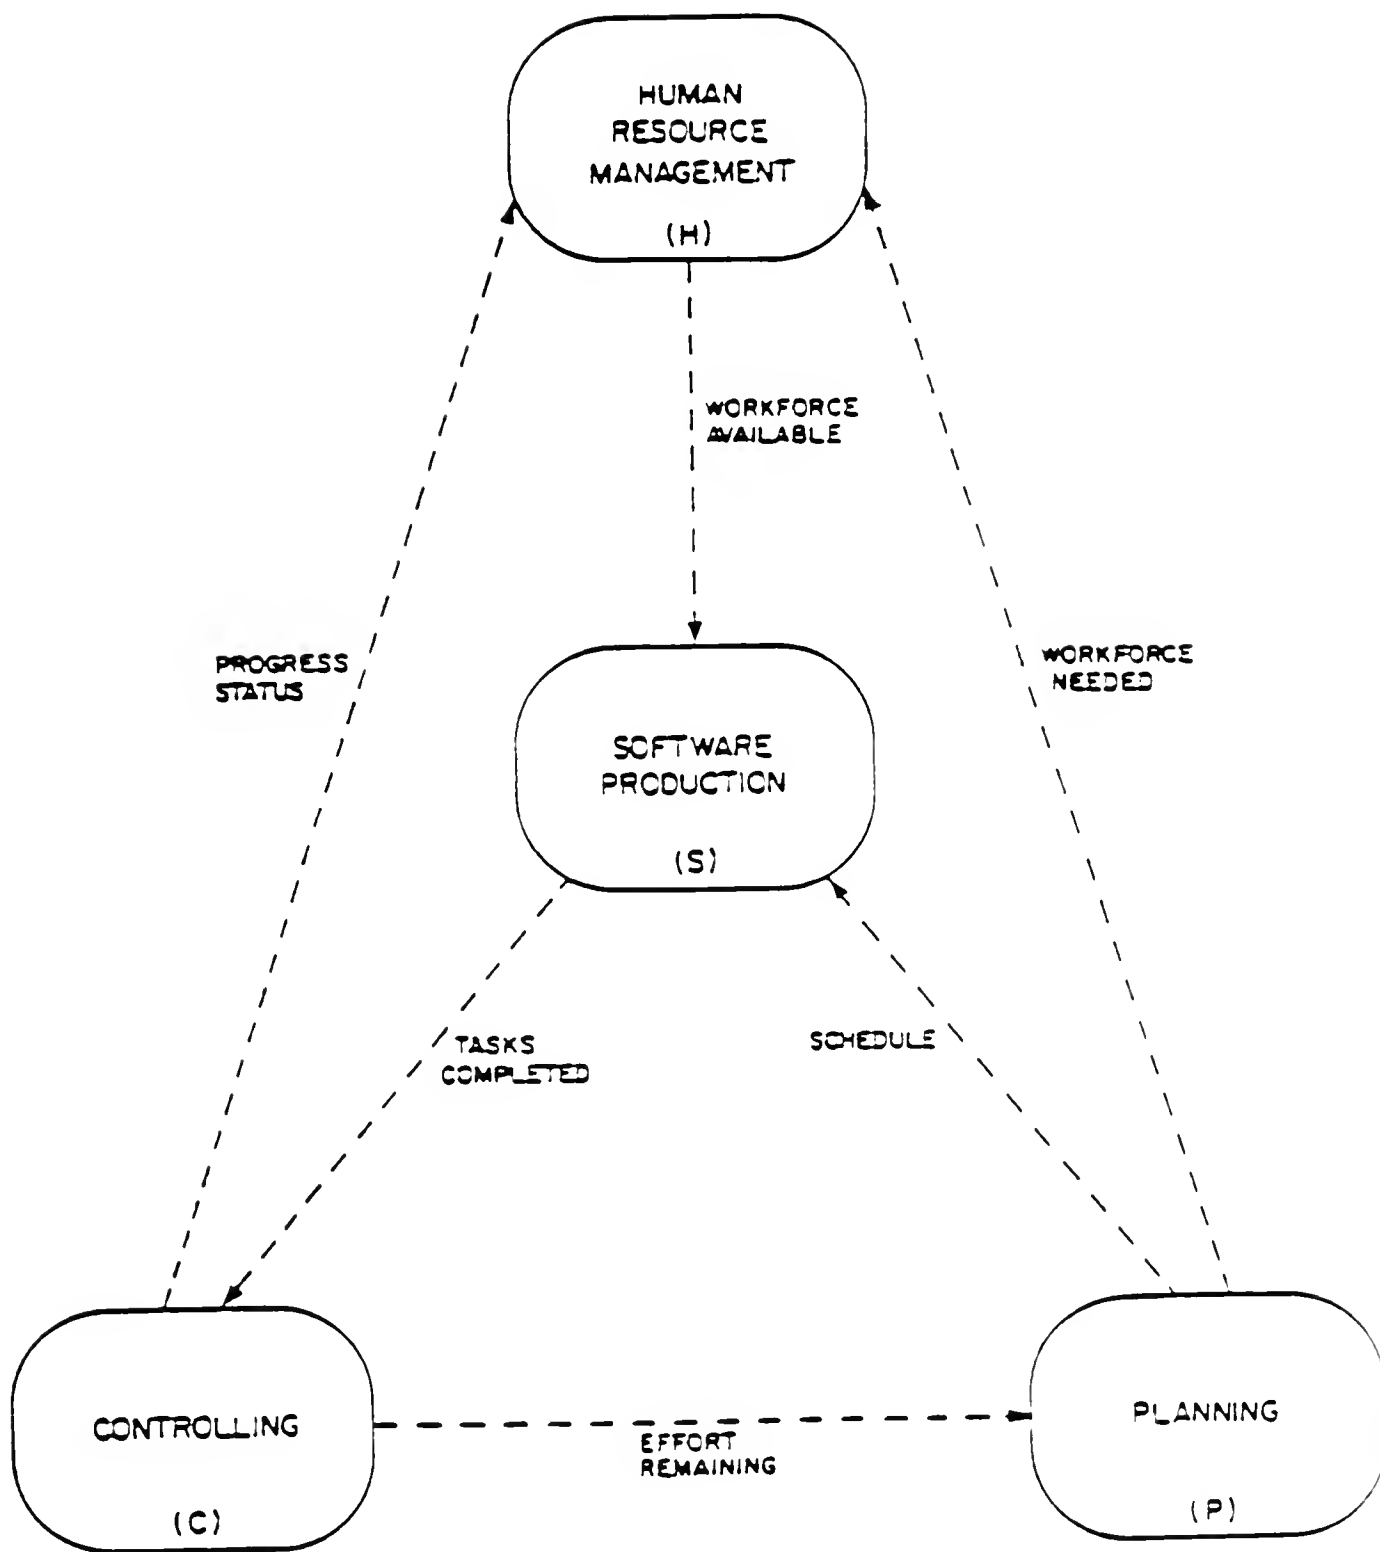 HUMAN
RESOURCE
MANAGEMENT
(H)
WORKFORCE
AVAILABLE
PROGRESS
STATUS
WORKFORCE
NEEDED
SOFTWARE
PRODUCTION
(S)
TASKS
COMPLETED
SCHEDULE
CONTROLLING
(C)
EFFORT
REMAINING
PLANNING
(P)